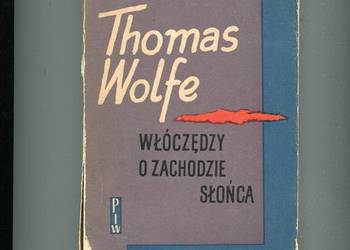 Thomas
Wolfe
WŁÓCZĘDZY
O ZACHODZIE
SŁOŃCA
PIW